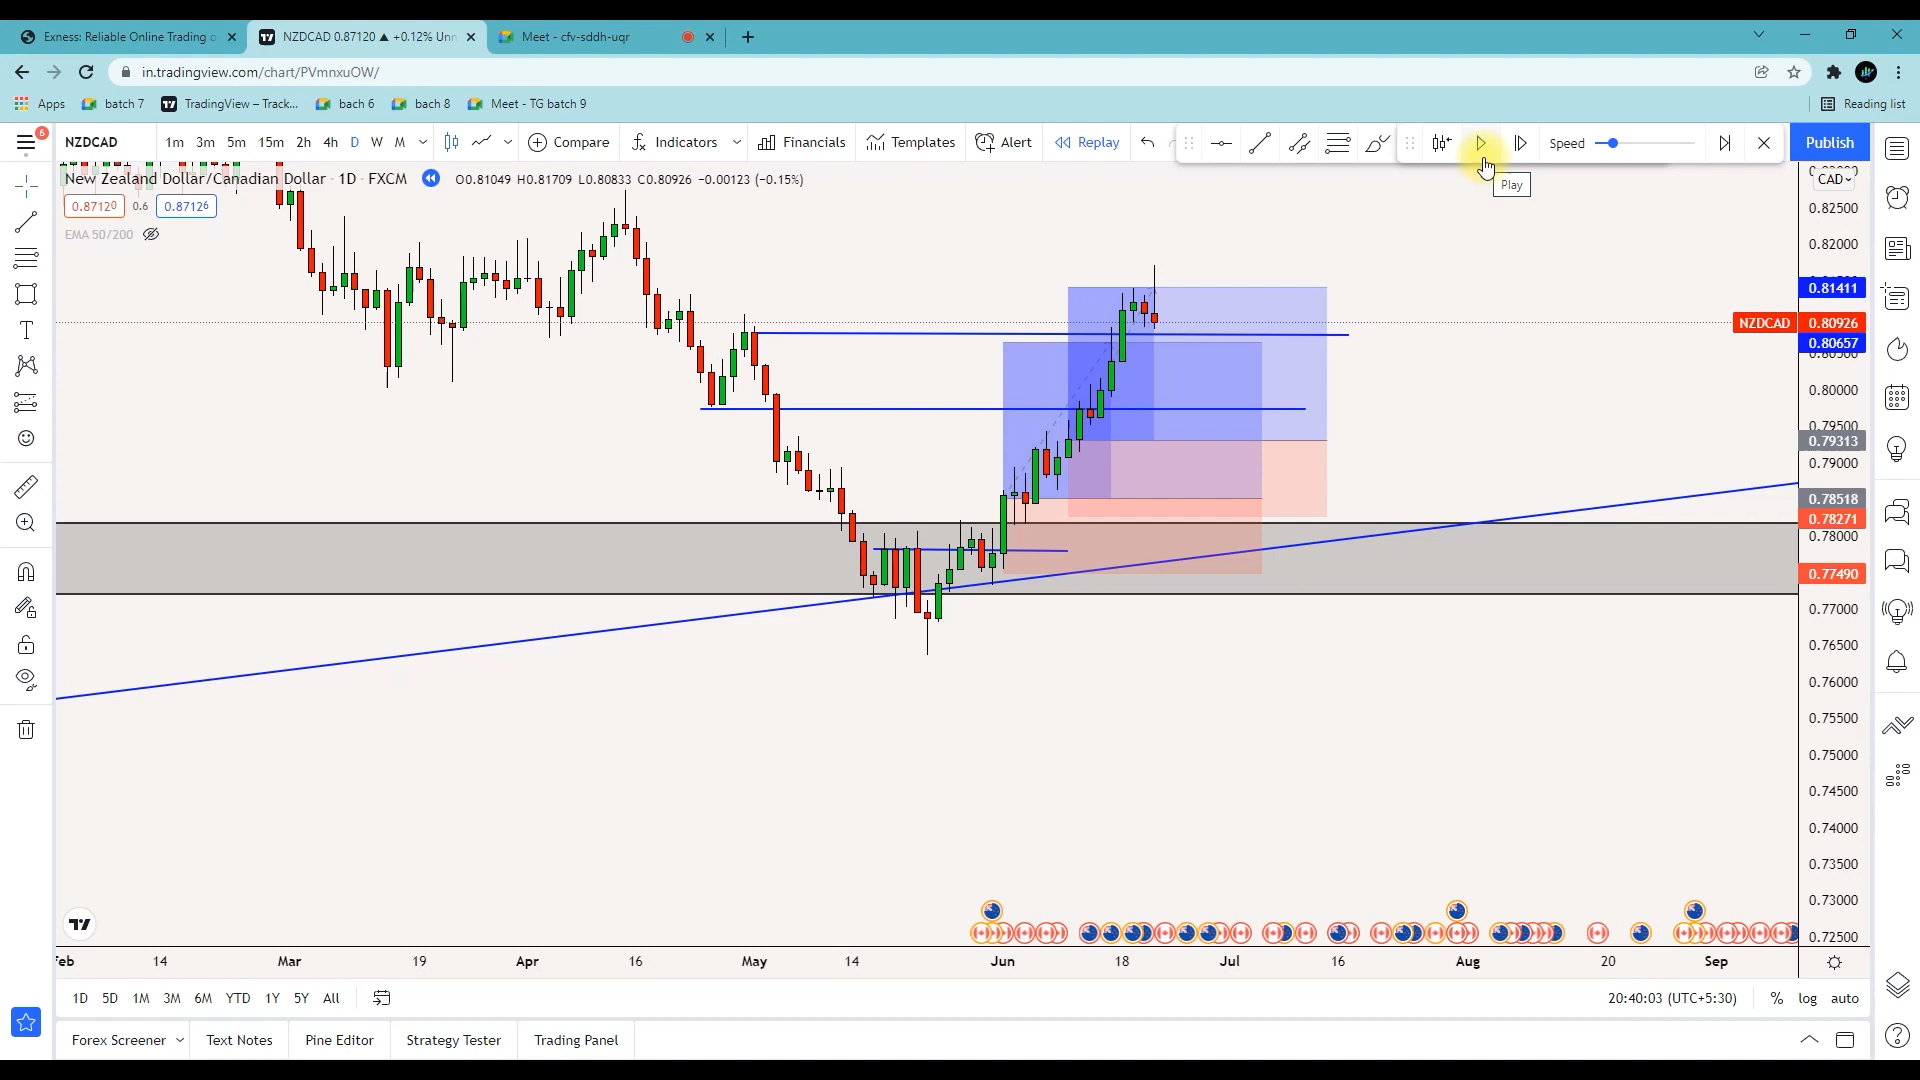 Exness: Reliable Online Trading o
NZDCAD 0.87120 ▲ +0.12% Unn
Meet - cfv-sddh-uqr
in.tradingview.com/chart/PVmnxuOW/
Apps batch 7 TradingView – Track... bach 6 bach 8 Meet - TG batch 9 Reading list
6
NZDCAD 1m 3m 5m 15m 2h 4h D W M Compare Indicators Financials Templates Alert Replay Speed Publish
Play
New Zealand Dollar/Canadian Dollar · 1D · FXCM O0.81049 H0.81709 L0.80833 C0.80926 −0.00123 (−0.15%)
CAD
0.87120 0.6 0.87126
EMA 50/200
0.82500
0.82000
0.81411
NZDCAD 0.80926
0.80657
0.80500
0.80000
0.79500
0.79313
0.79000
0.78518
0.78271
0.78000
0.77490
0.77000
0.76500
0.76000
0.75500
0.75000
0.74500
0.74000
0.73500
0.73000
0.72500
Feb 14 Mar 19 Apr 16 May 14 Jun 18 Jul 16 Aug 20 Sep
1D 5D 1M 3M 6M YTD 1Y 5Y All 20:40:03 (UTC+5:30) % log auto
Forex Screener Text Notes Pine Editor Strategy Tester Trading Panel